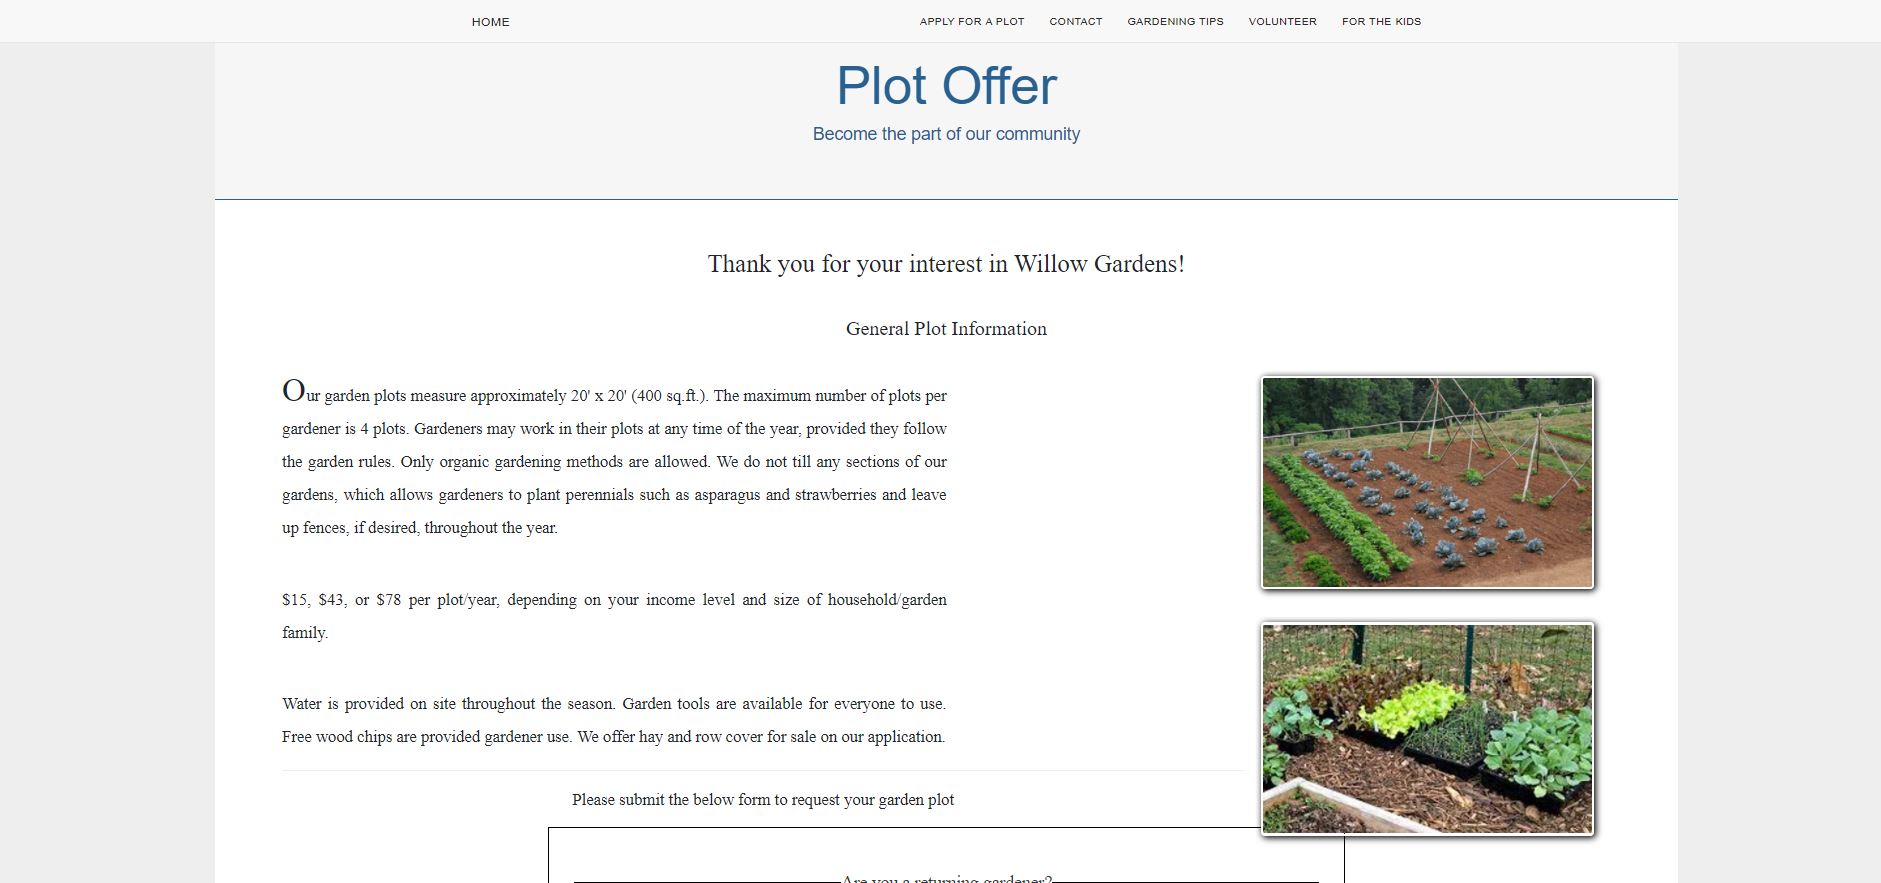 HOME
APPLY FOR A PLOT
CONTACT
GARDENING TIPS
VOLUNTEER
FOR THE KIDS
Plot Offer
Become the part of our community
Thank you for your interest in Willow Gardens!
General Plot Information
Our garden plots measure approximately 20' x 20' (400 sq.ft.). The maximum number of plots per
gardener is 4 plots. Gardeners may work in their plots at any time of the year, provided they follow
the garden rules. Only organic gardening methods are allowed. We do not till any sections of our
gardens, which allows gardeners to plant perennials such as asparagus and strawberries and leave
up fences, if desired, throughout the year.
$15, $43, or $78 per plot/year, depending on your income level and size of household/garden
family.
Water is provided on site throughout the season. Garden tools are available for everyone to use.
Free wood chips are provided gardener use. We offer hay and row cover for sale on our application.
Please submit the below form to request your garden plot
Are you a returning gardener?